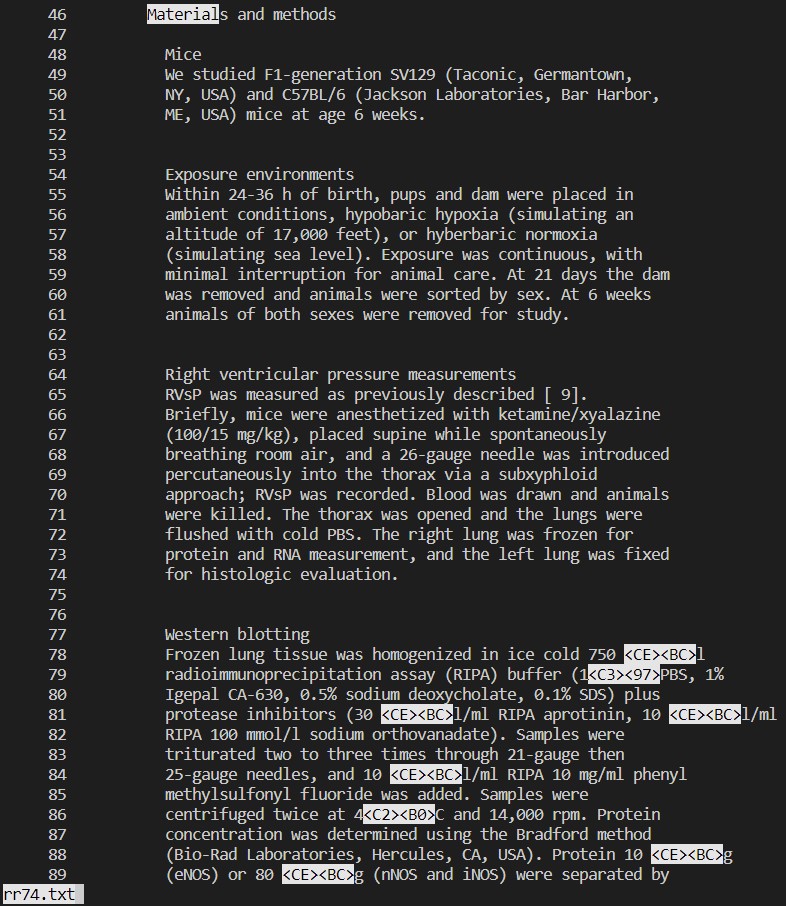 46 Materials and methods
47
48 Mice
49 We studied F1-generation SV129 (Taconic, Germantown,
50 NY, USA) and C57BL/6 (Jackson Laboratories, Bar Harbor,
51 ME, USA) mice at age 6 weeks.
52
53
54 Exposure environments
55 Within 24-36 h of birth, pups and dam were placed in
56 ambient conditions, hypobaric hypoxia (simulating an
57 altitude of 17,000 feet), or hyberbaric normoxia
58 (simulating sea level). Exposure was continuous, with
59 minimal interruption for animal care. At 21 days the dam
60 was removed and animals were sorted by sex. At 6 weeks
61 animals of both sexes were removed for study.
62
63
64 Right ventricular pressure measurements
65 RVsP was measured as previously described [ 9].
66 Briefly, mice were anesthetized with ketamine/xyalazine
67 (100/15 mg/kg), placed supine while spontaneously
68 breathing room air, and a 26-gauge needle was introduced
69 percutaneously into the thorax via a subxyphloid
70 approach; RVsP was recorded. Blood was drawn and animals
71 were killed. The thorax was opened and the lungs were
72 flushed with cold PBS. The right lung was frozen for
73 protein and RNA measurement, and the left lung was fixed
74 for histologic evaluation.
75
76
77 Western blotting
78 Frozen lung tissue was homogenized in ice cold 750 <CE><BC>l
79 radioimmunoprecipitation assay (RIPA) buffer (1<C3><97>PBS, 1%
80 Igepal CA-630, 0.5% sodium deoxycholate, 0.1% SDS) plus
81 protease inhibitors (30 <CE><BC>l/ml RIPA aprotinin, 10 <CE><BC>l/ml
82 RIPA 100 mmol/l sodium orthovanadate). Samples were
83 triturated two to three times through 21-gauge then
84 25-gauge needles, and 10 <CE><BC>l/ml RIPA 10 mg/ml phenyl
85 methylsulfonyl fluoride was added. Samples were
86 centrifuged twice at 4<C2><B0>C and 14,000 rpm. Protein
87 concentration was determined using the Bradford method
88 (Bio-Rad Laboratories, Hercules, CA, USA). Protein 10 <CE><BC>g
89 (eNOS) or 80 <CE><BC>g (nNOS and iNOS) were separated by
rr74.txt